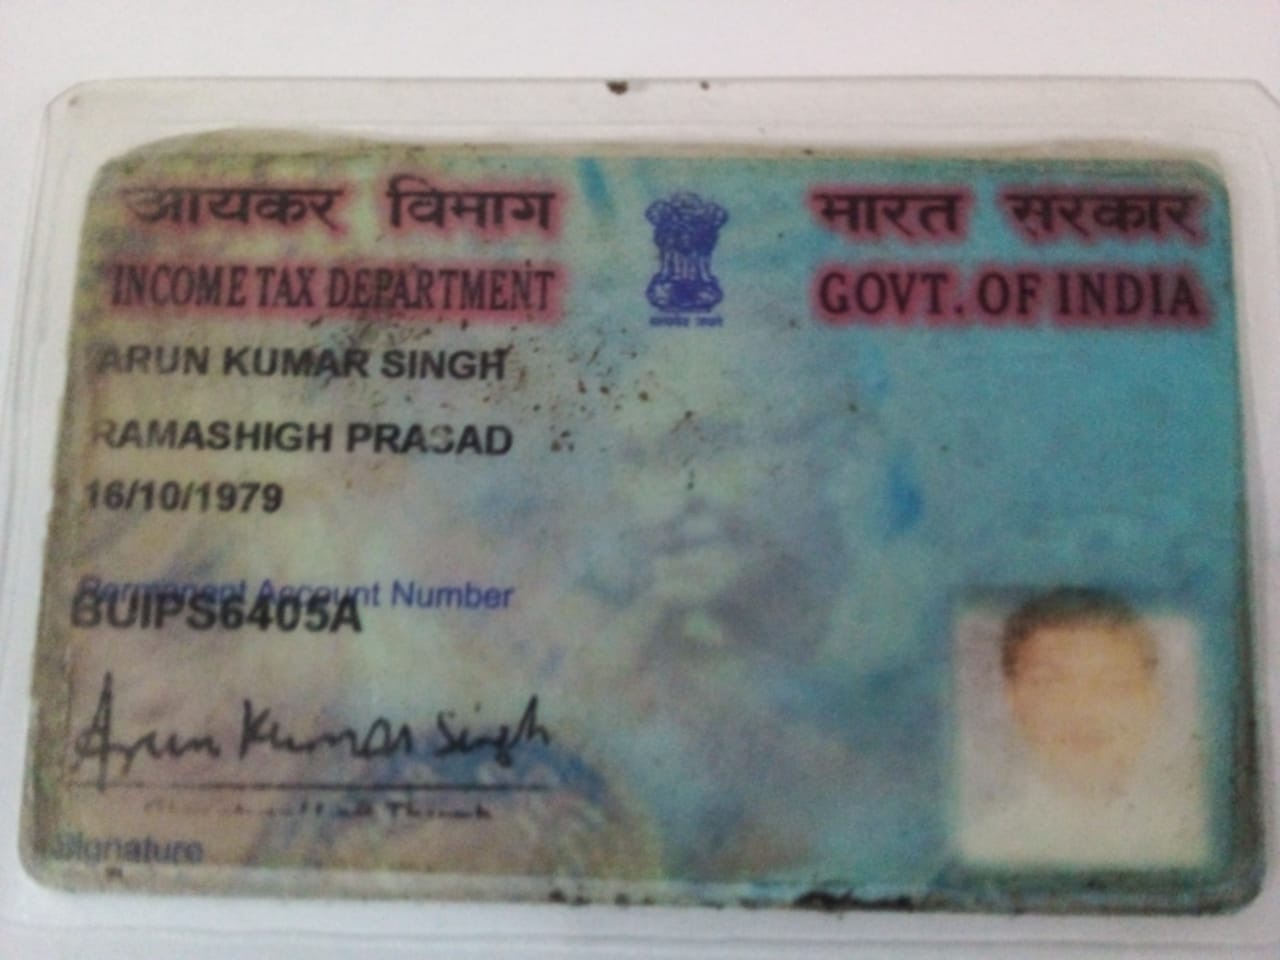 आयकर विभाग
भारत सरकार
INCOME TAX DEPARTMENT
GOVT. OF INDIA
ARUN KUMAR SINGH
RAMASHIGH PRASAD
16/10/1979
Permanent Account Number
BUIPS6405A
Arun Kumar Singh
Signature